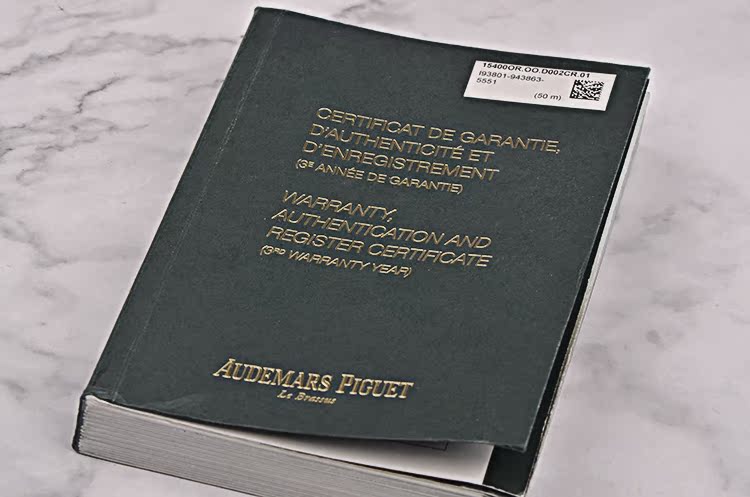 15400OR.OO.D002CR.01
I93801-943863-
5551
(50 m)
CERTIFICAT DE GARANTIE,
D'AUTHENTICITÉ ET
D'ENREGISTREMENT
(3E ANNÉE DE GARANTIE)
WARRANTY,
AUTHENTICATION AND
REGISTER CERTIFICATE
(3RD WARRANTY YEAR)
AUDEMARS PIGUET
Le Brassus